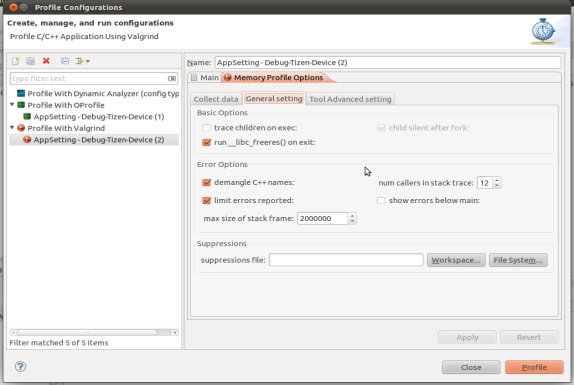 Profile Configurations
Create, manage, and run configurations
Profile C/C++ Application Using Valgrind
type filter text
Profile With Dynamic Analyzer (config typ
Profile With OProfile
AppSetting - Debug-Tizen-Device (1)
Profile With Valgrind
AppSetting - Debug-Tizen-Device (2)
Filter matched 5 of 5 items
Name: AppSetting - Debug-Tizen-Device (2)
Main Memory Profile Options
Collect data General setting Tool Advanced setting
Basic Options
trace children on exec: child silent after fork:
run __libc_freeres() on exit:
Error Options
demangle C++ names: num callers in stack trace: 12
limit errors reported: show errors below main:
max size of stack frame: 2000000
Suppressions
suppressions file: Workspace... File System...
Apply Revert
? Close Profile